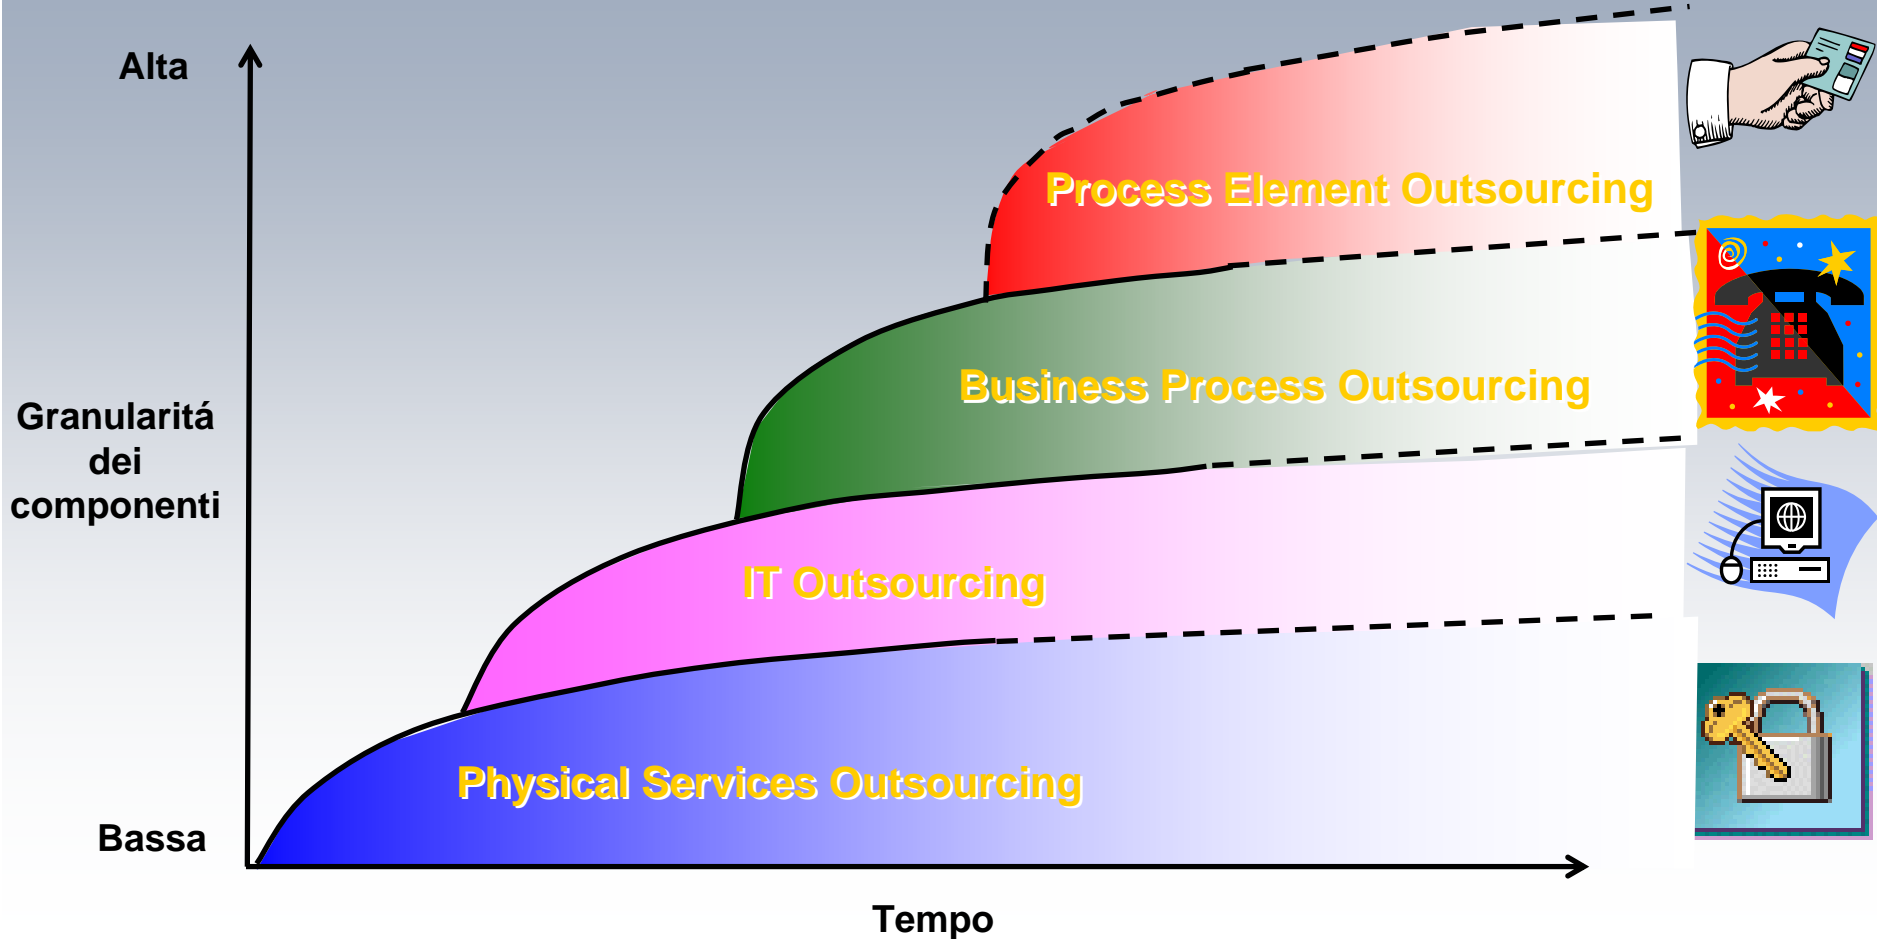 Alta
Process Element Outsourcing
Business Process Outsourcing
Granularitá
dei
componenti
IT Outsourcing
Physical Services Outsourcing
Bassa
Tempo